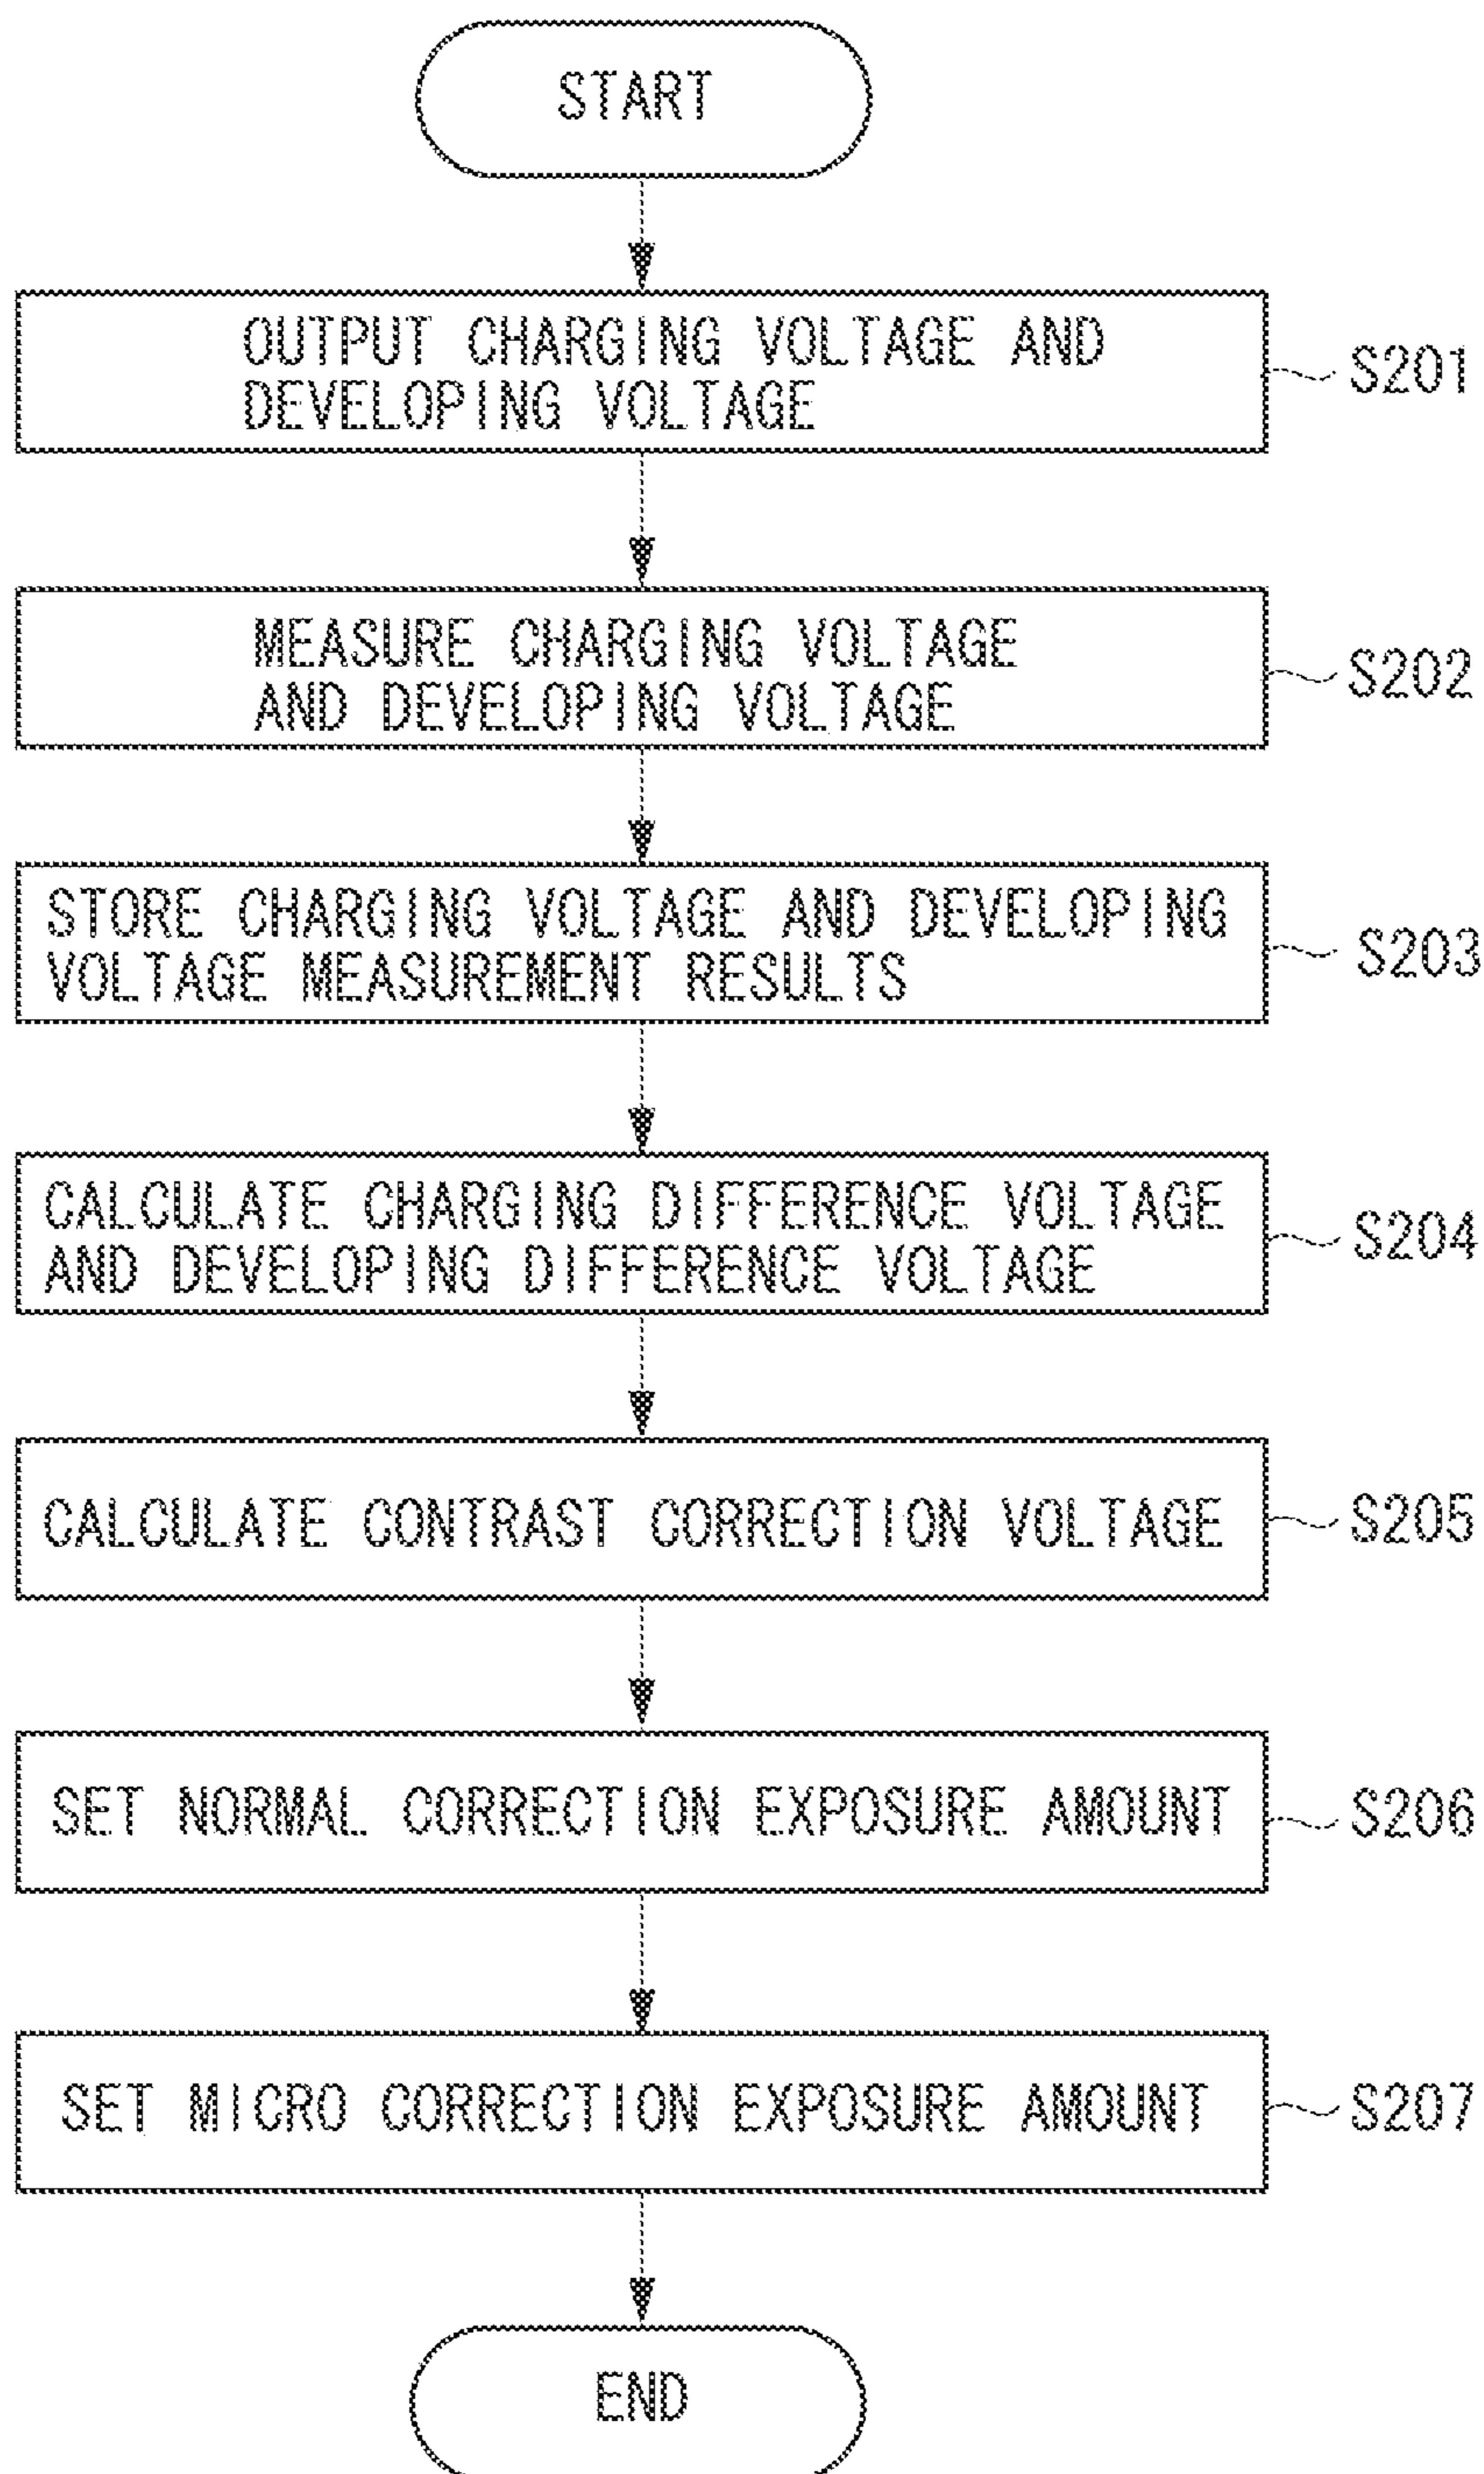 START
OUTPUT CHARGING VOLTAGE AND
DEVELOPING VOLTAGE
S201
MEASURE CHARGING VOLTAGE
AND DEVELOPING VOLTAGE
S202
STORE CHARGING VOLTAGE AND DEVELOPING
VOLTAGE MEASUREMENT RESULTS
S203
CALCULATE CHARGING DIFFERENCE VOLTAGE
AND DEVELOPING DIFFERENCE VOLTAGE
S204
CALCULATE CONTRAST CORRECTION VOLTAGE
S205
SET NORMAL CORRECTION EXPOSURE AMOUNT
S206
SET MICRO CORRECTION EXPOSURE AMOUNT
S207
END